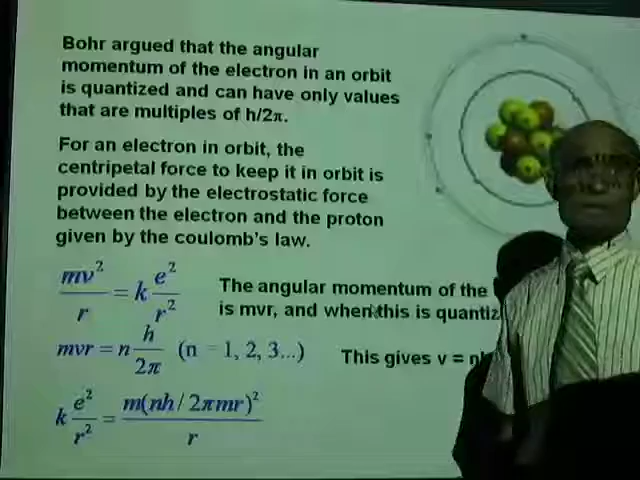 Bohr argued that the angular
momentum of the electron in an orbit
is quantized and can have only values
that are multiples of h/2π.
For an electron in orbit, the
centripetal force to keep it in orbit is
provided by the electrostatic force
between the electron and the proton
given by the coulomb's law.
mv²/r = k e²/r²
The angular momentum of the
is mvr, and when this is quantiz
mvr = n h/2π (n = 1, 2, 3...)
This gives v = n
k e²/r² = m(nh / 2πmr)²/r